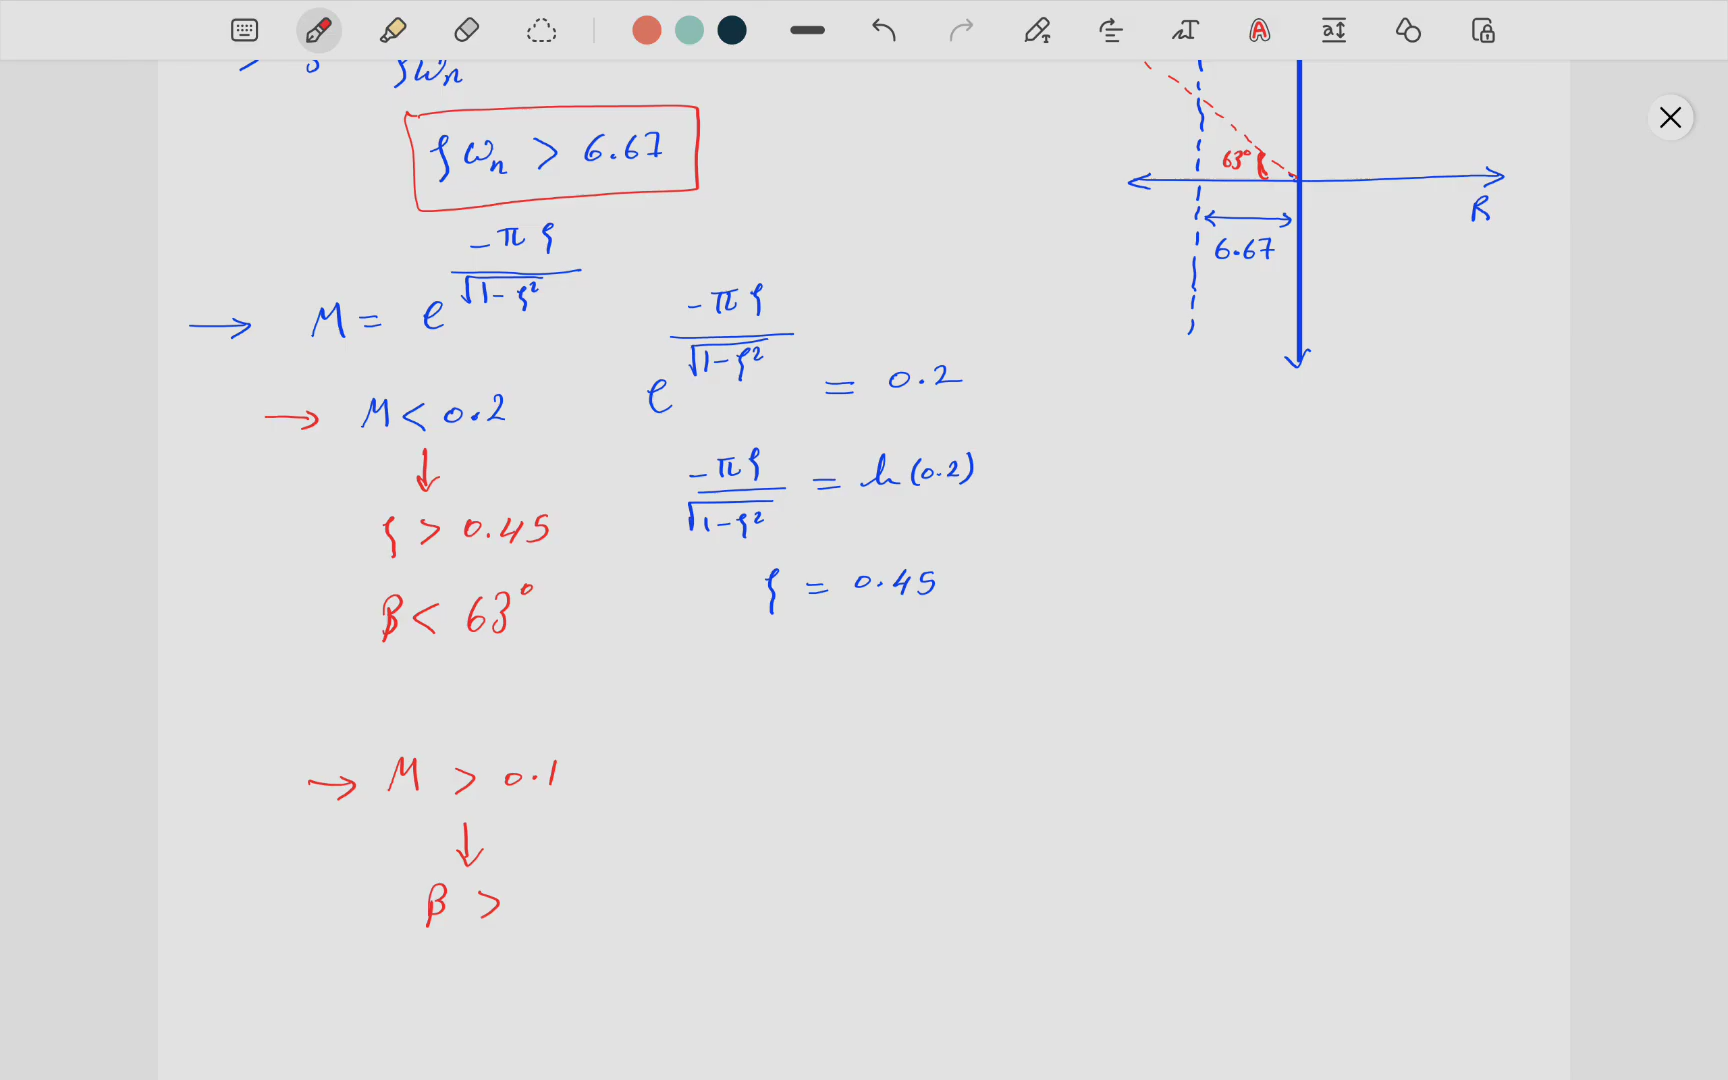 ζωn
ζωn > 6.67
→ M = e^(-πζ/√(1-ζ²))
e^(-πζ/√(1-ζ²)) = 0.2
→ M < 0.2
↓
-πζ/√(1-ζ²) = ln(0.2)
ζ > 0.45
ζ = 0.45
β < 63°
→ M > 0.1
↓
β >
63°
R
6.67